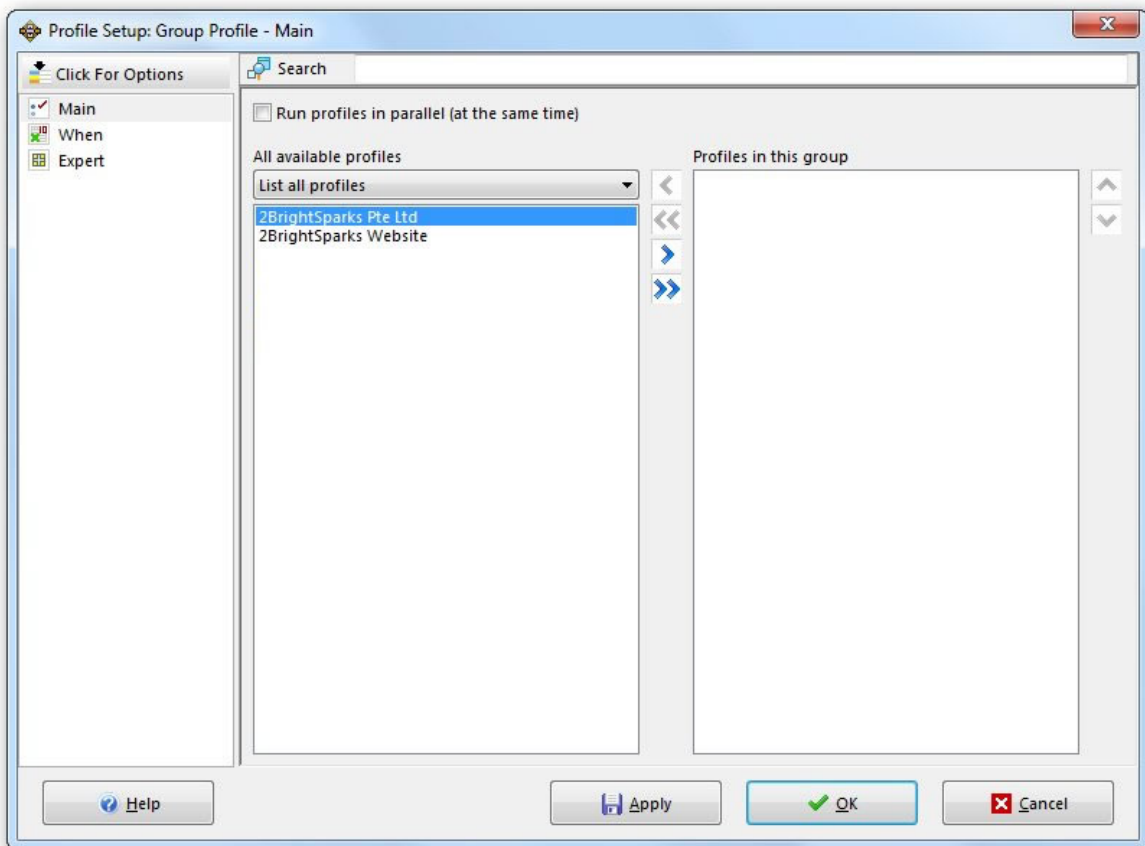 Profile Setup: Group Profile - Main
Click For Options
Search
Main
When
Expert
Run profiles in parallel (at the same time)
All available profiles
Profiles in this group
List all profiles
2BrightSparks Pte Ltd
2BrightSparks Website
Help
Apply
OK
Cancel